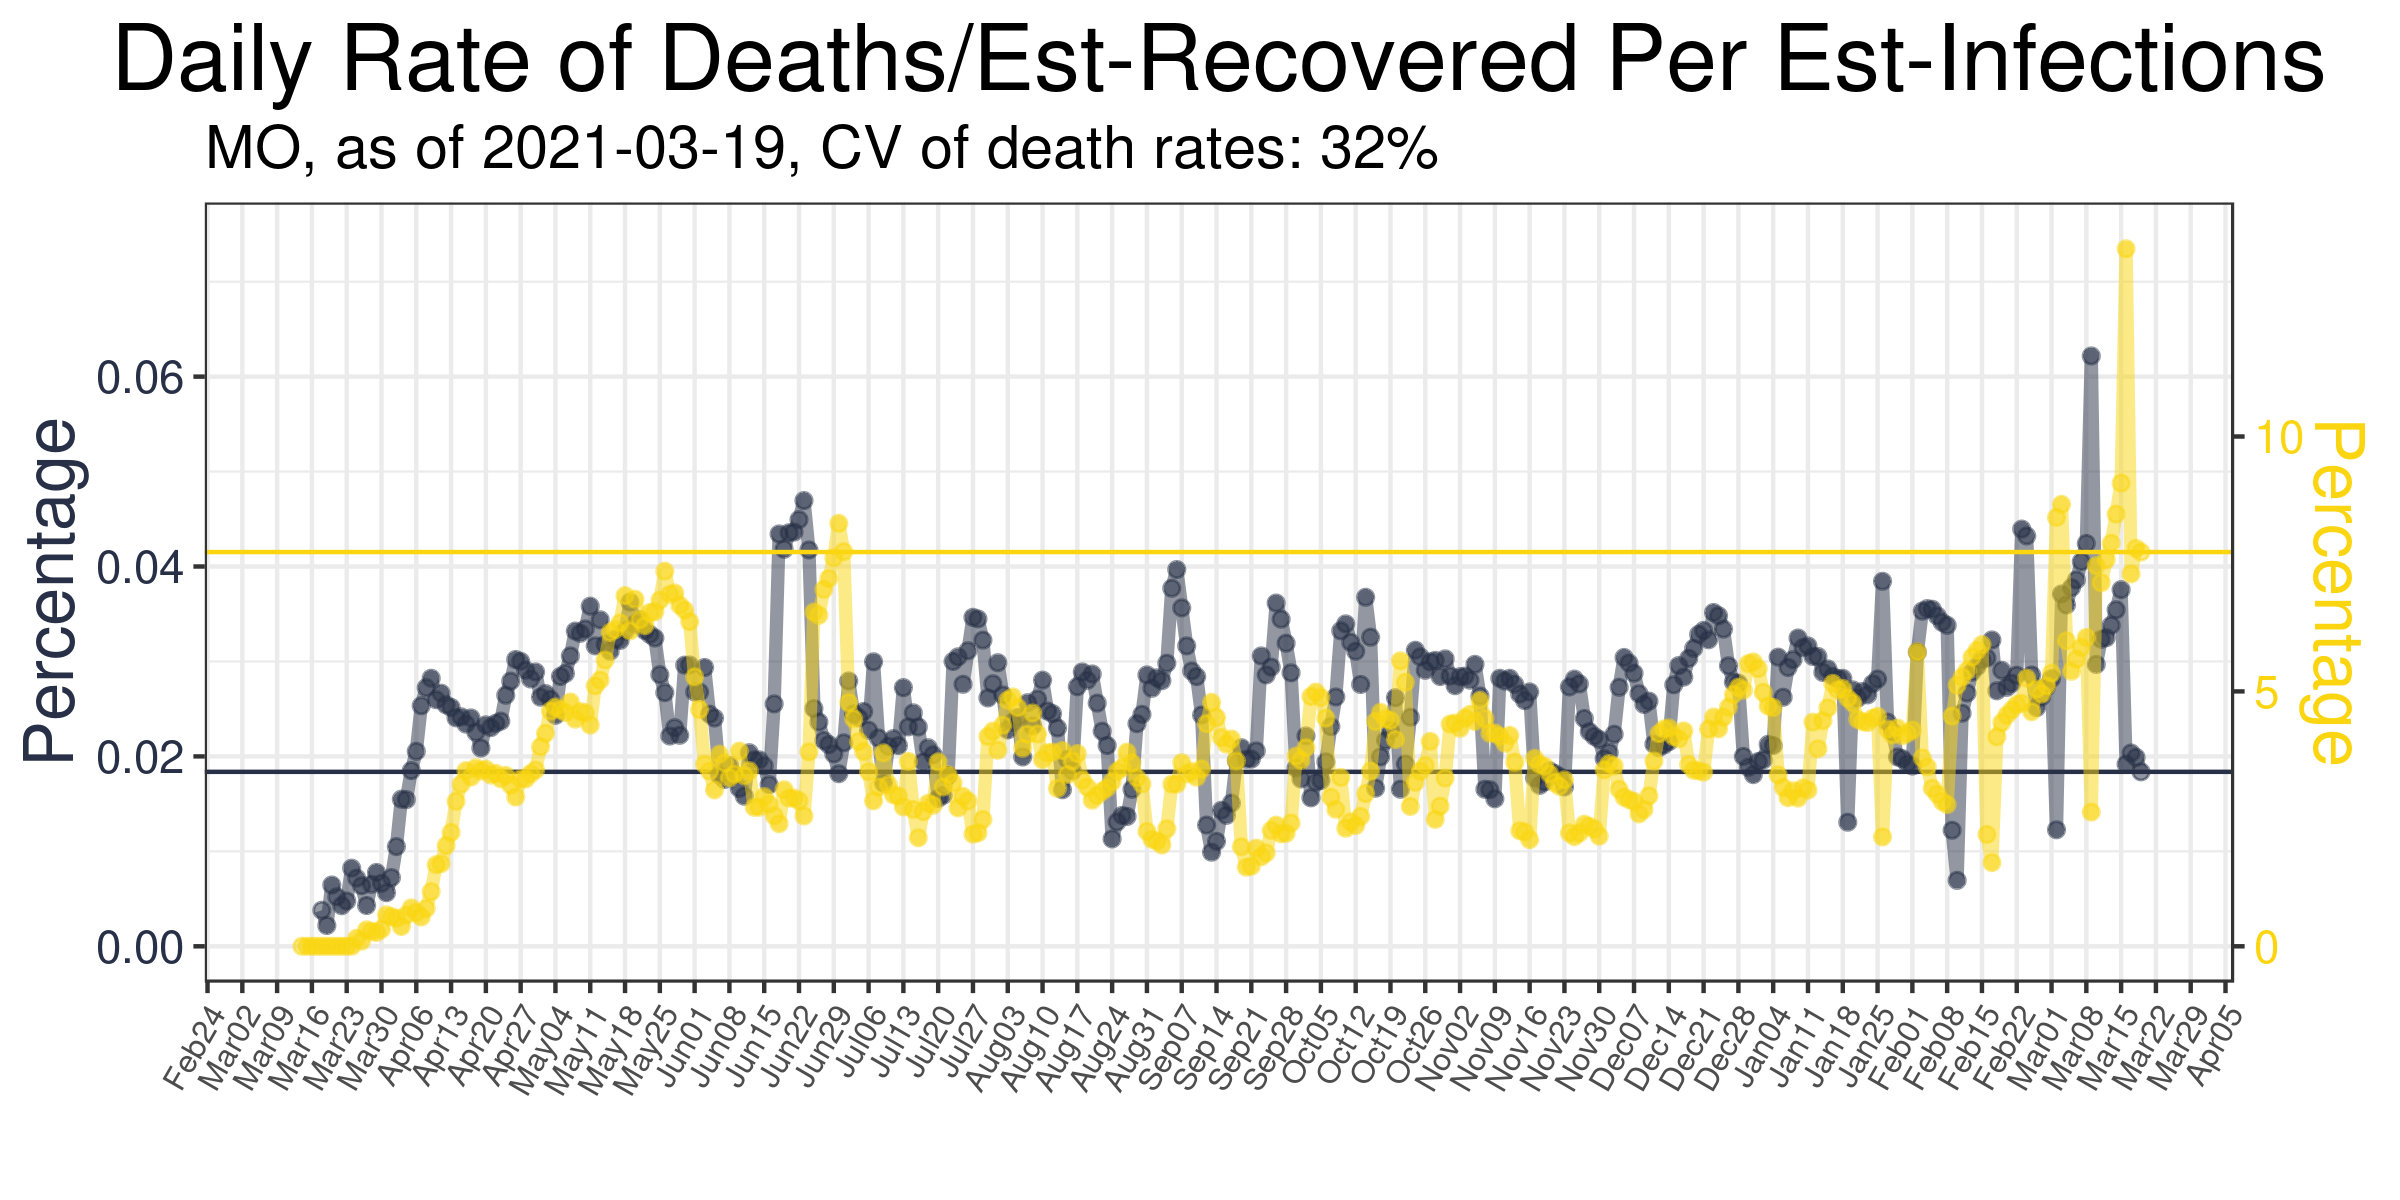 Daily Rate of Deaths/Est-Recovered Per Est-Infections
MO, as of 2021-03-19, CV of death rates: 32%
Percentage
0.06
0.04
0.02
0.00
10
5
0
Percentage
Feb24
Mar02
Mar09
Mar16
Mar23
Mar30
Apr06
Apr13
Apr20
Apr27
May04
May11
May18
May25
Jun01
Jun08
Jun15
Jun22
Jun29
Jul06
Jul13
Jul20
Jul27
Aug03
Aug10
Aug17
Aug24
Aug31
Sep07
Sep14
Sep21
Sep28
Oct05
Oct12
Oct19
Oct26
Nov02
Nov09
Nov16
Nov23
Nov30
Dec07
Dec14
Dec21
Dec28
Jan04
Jan11
Jan18
Jan25
Feb01
Feb08
Feb15
Feb22
Mar01
Mar08
Mar15
Mar22
Mar29
Apr05